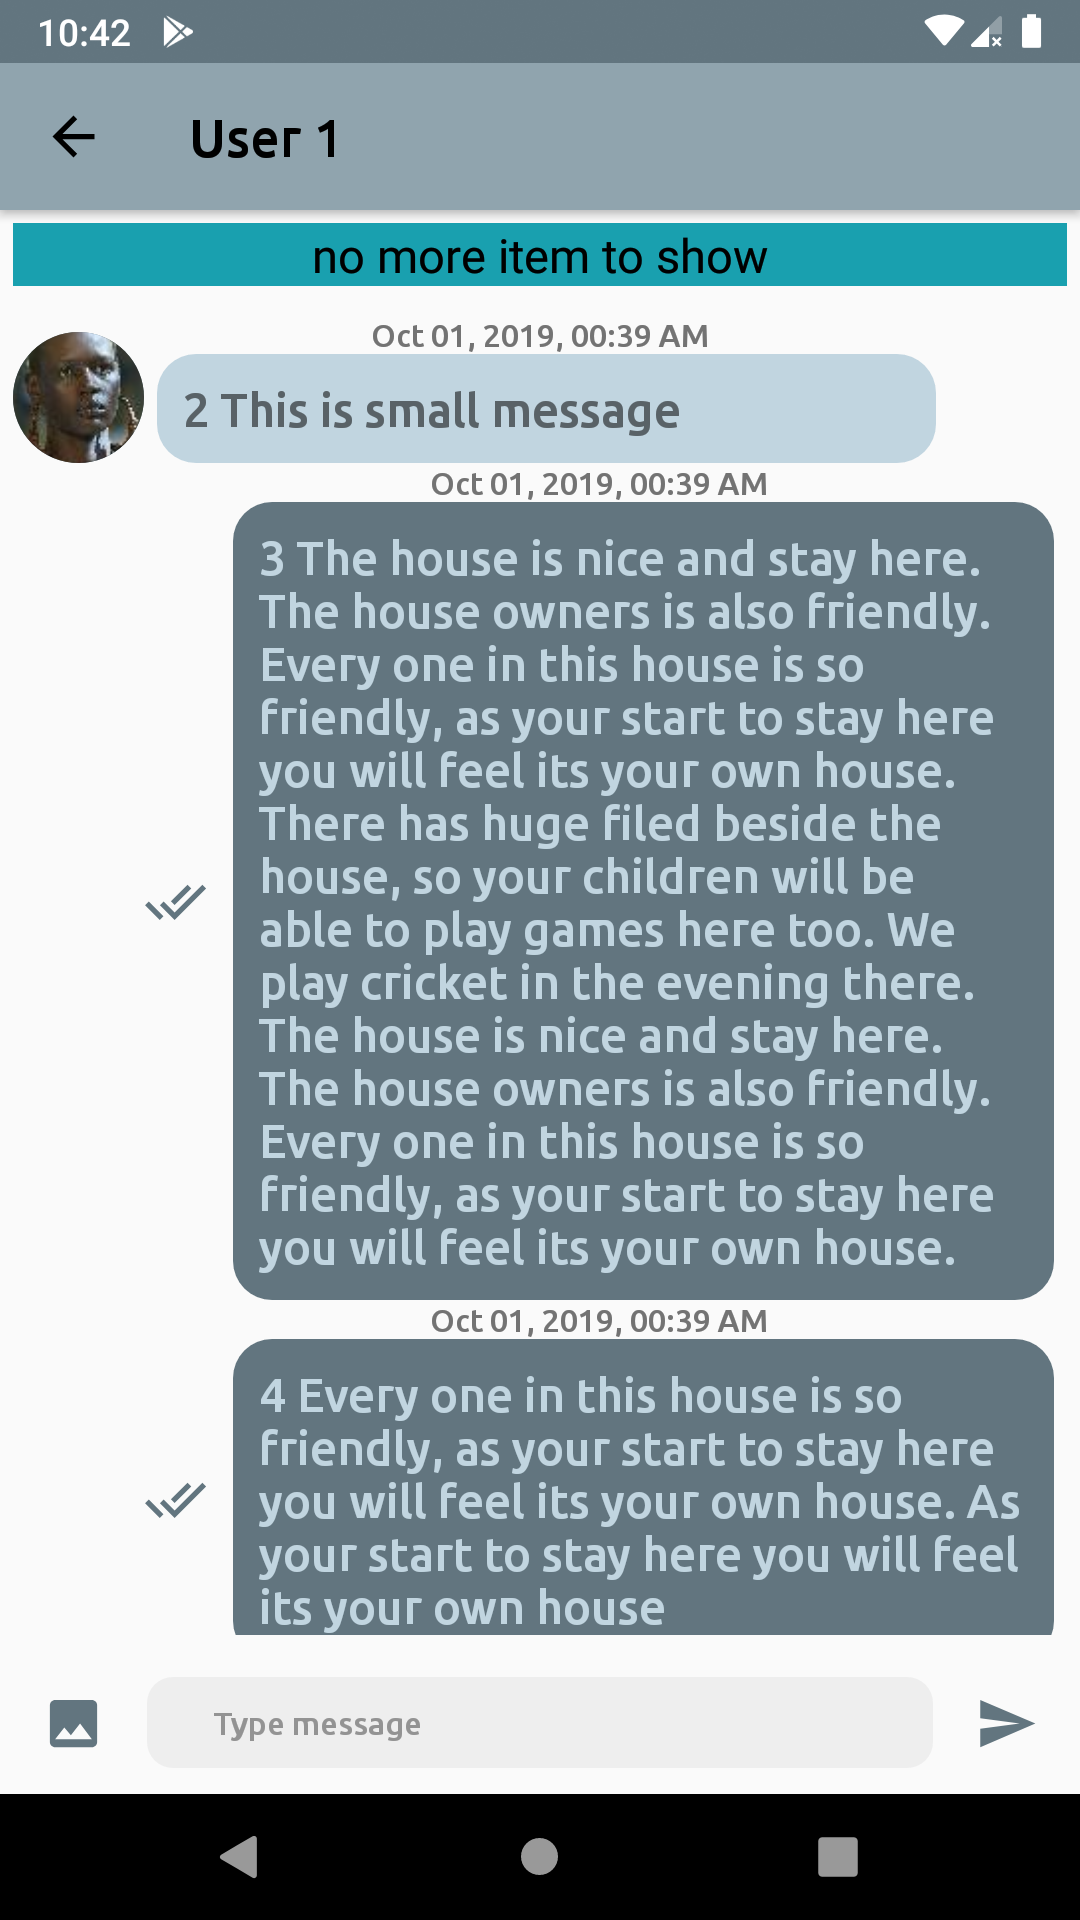 10:42
User 1
no more item to show
Oct 01, 2019, 00:39 AM
2 This is small message
Oct 01, 2019, 00:39 AM
3 The house is nice and stay here.
The house owners is also friendly.
Every one in this house is so
friendly, as your start to stay here
you will feel its your own house.
There has huge filed beside the
house, so your children will be
able to play games here too. We
play cricket in the evening there.
The house is nice and stay here.
The house owners is also friendly.
Every one in this house is so
friendly, as your start to stay here
you will feel its your own house.
Oct 01, 2019, 00:39 AM
4 Every one in this house is so
friendly, as your start to stay here
you will feel its your own house. As
your start to stay here you will feel
its your own house
Type message